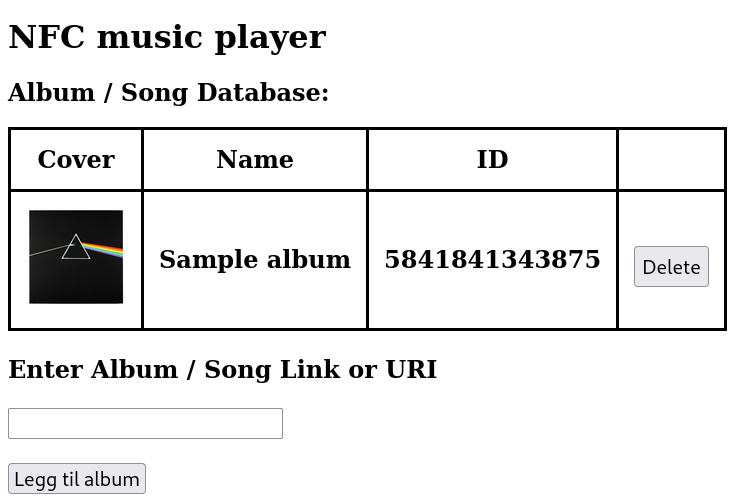 NFC music player
Album / Song Database:
Cover Name ID
Sample album 5841841343875 Delete
Enter Album / Song Link or URI
Legg til album